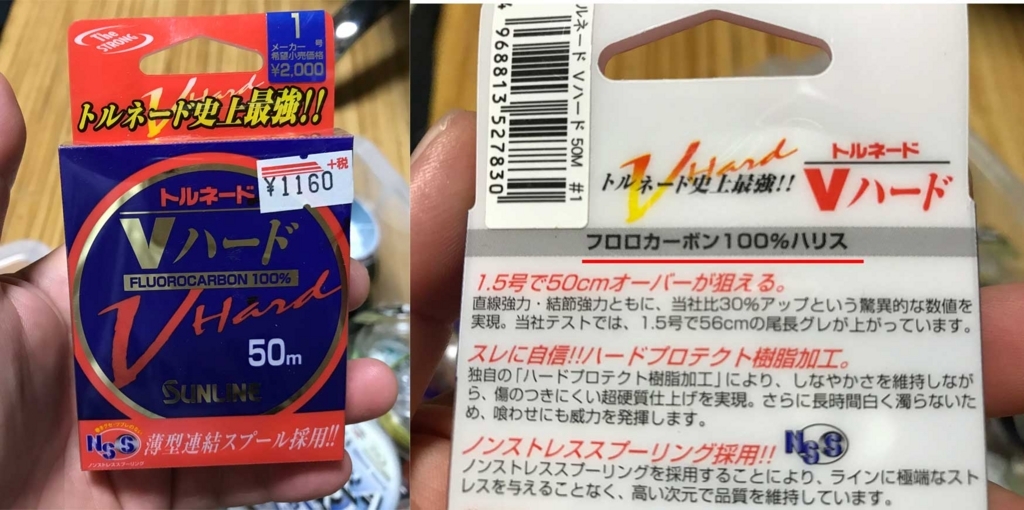 The STRONG
1号
メーカー
希望小売価格
¥2,000
V Hard
トルネード史上最強!!
+税
¥1160
トルネード
Vハード
FLUOROCARBON 100%
V HARD
50m
SUNLINE
NSS
薄型連結スプール採用!!
ノンストレススプーリング
トルネード Vハード 50M #1
4968813527830
V Hard
トルネード史上最強!!
トルネード
Vハード
フロロカーボン100%ハリス
1.5号で50cmオーバーが狙える。
直線強力・結節強力ともに、当社比30%アップという驚異的な数値を
実現。当社テストでは、1.5号で56cmの尾長グレが上がっています。
スレに自信!!ハードプロテクト樹脂加工。
独自の「ハードプロテクト樹脂加工」により、しなやかさを維持しなが
ら、傷のつきにくい超硬質仕上げを実現。さらに長時間白く濁らないた
め、喰わせにも威力を発揮します。
ノンストレススプーリング採用!!
NSS
ノンストレススプーリングを採用することにより、ラインに極端なスト
レスを与えることなく、高い次元で品質を維持しています。